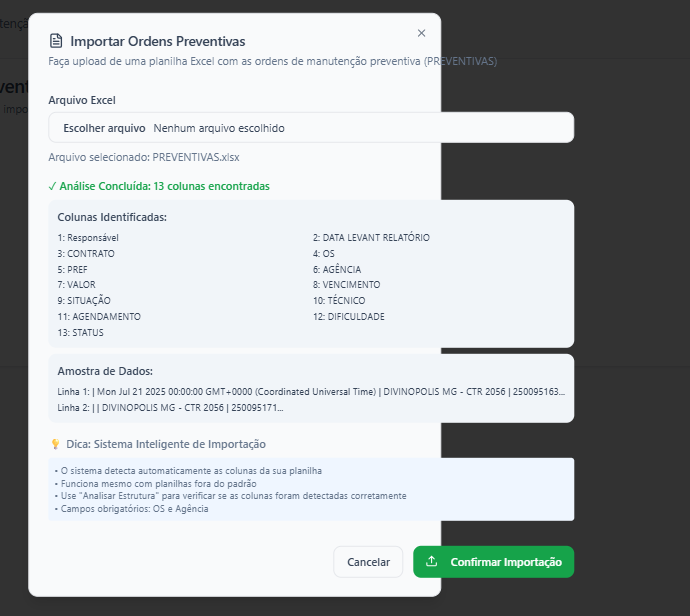 Importar Ordens Preventivas
Faça upload de uma planilha Excel com as ordens de manutenção preventiva (PREVENTIVAS)
Arquivo Excel
Escolher arquivo Nenhum arquivo escolhido
Arquivo selecionado: PREVENTIVAS.xlsx
✓ Análise Concluída: 13 colunas encontradas
Colunas Identificadas:
1: Responsável 2: DATA LEVANT RELATÓRIO
3: CONTRATO 4: OS
5: PREF 6: AGÊNCIA
7: VALOR 8: VENCIMENTO
9: SITUAÇÃO 10: TÉCNICO
11: AGENDAMENTO 12: DIFICULDADE
13: STATUS
Amostra de Dados:
Linha 1: | Mon Jul 21 2025 00:00:00 GMT+0000 (Coordinated Universal Time) | DIVINOPOLIS MG - CTR 2056 | 250095163...
Linha 2: | | DIVINOPOLIS MG - CTR 2056 | 250095171...
💡 Dica: Sistema Inteligente de Importação
• O sistema detecta automaticamente as colunas da sua planilha
• Funciona mesmo com planilhas fora do padrão
• Use "Analisar Estrutura" para verificar se as colunas foram detectadas corretamente
• Campos obrigatórios: OS e Agência
Cancelar Confirmar Importação